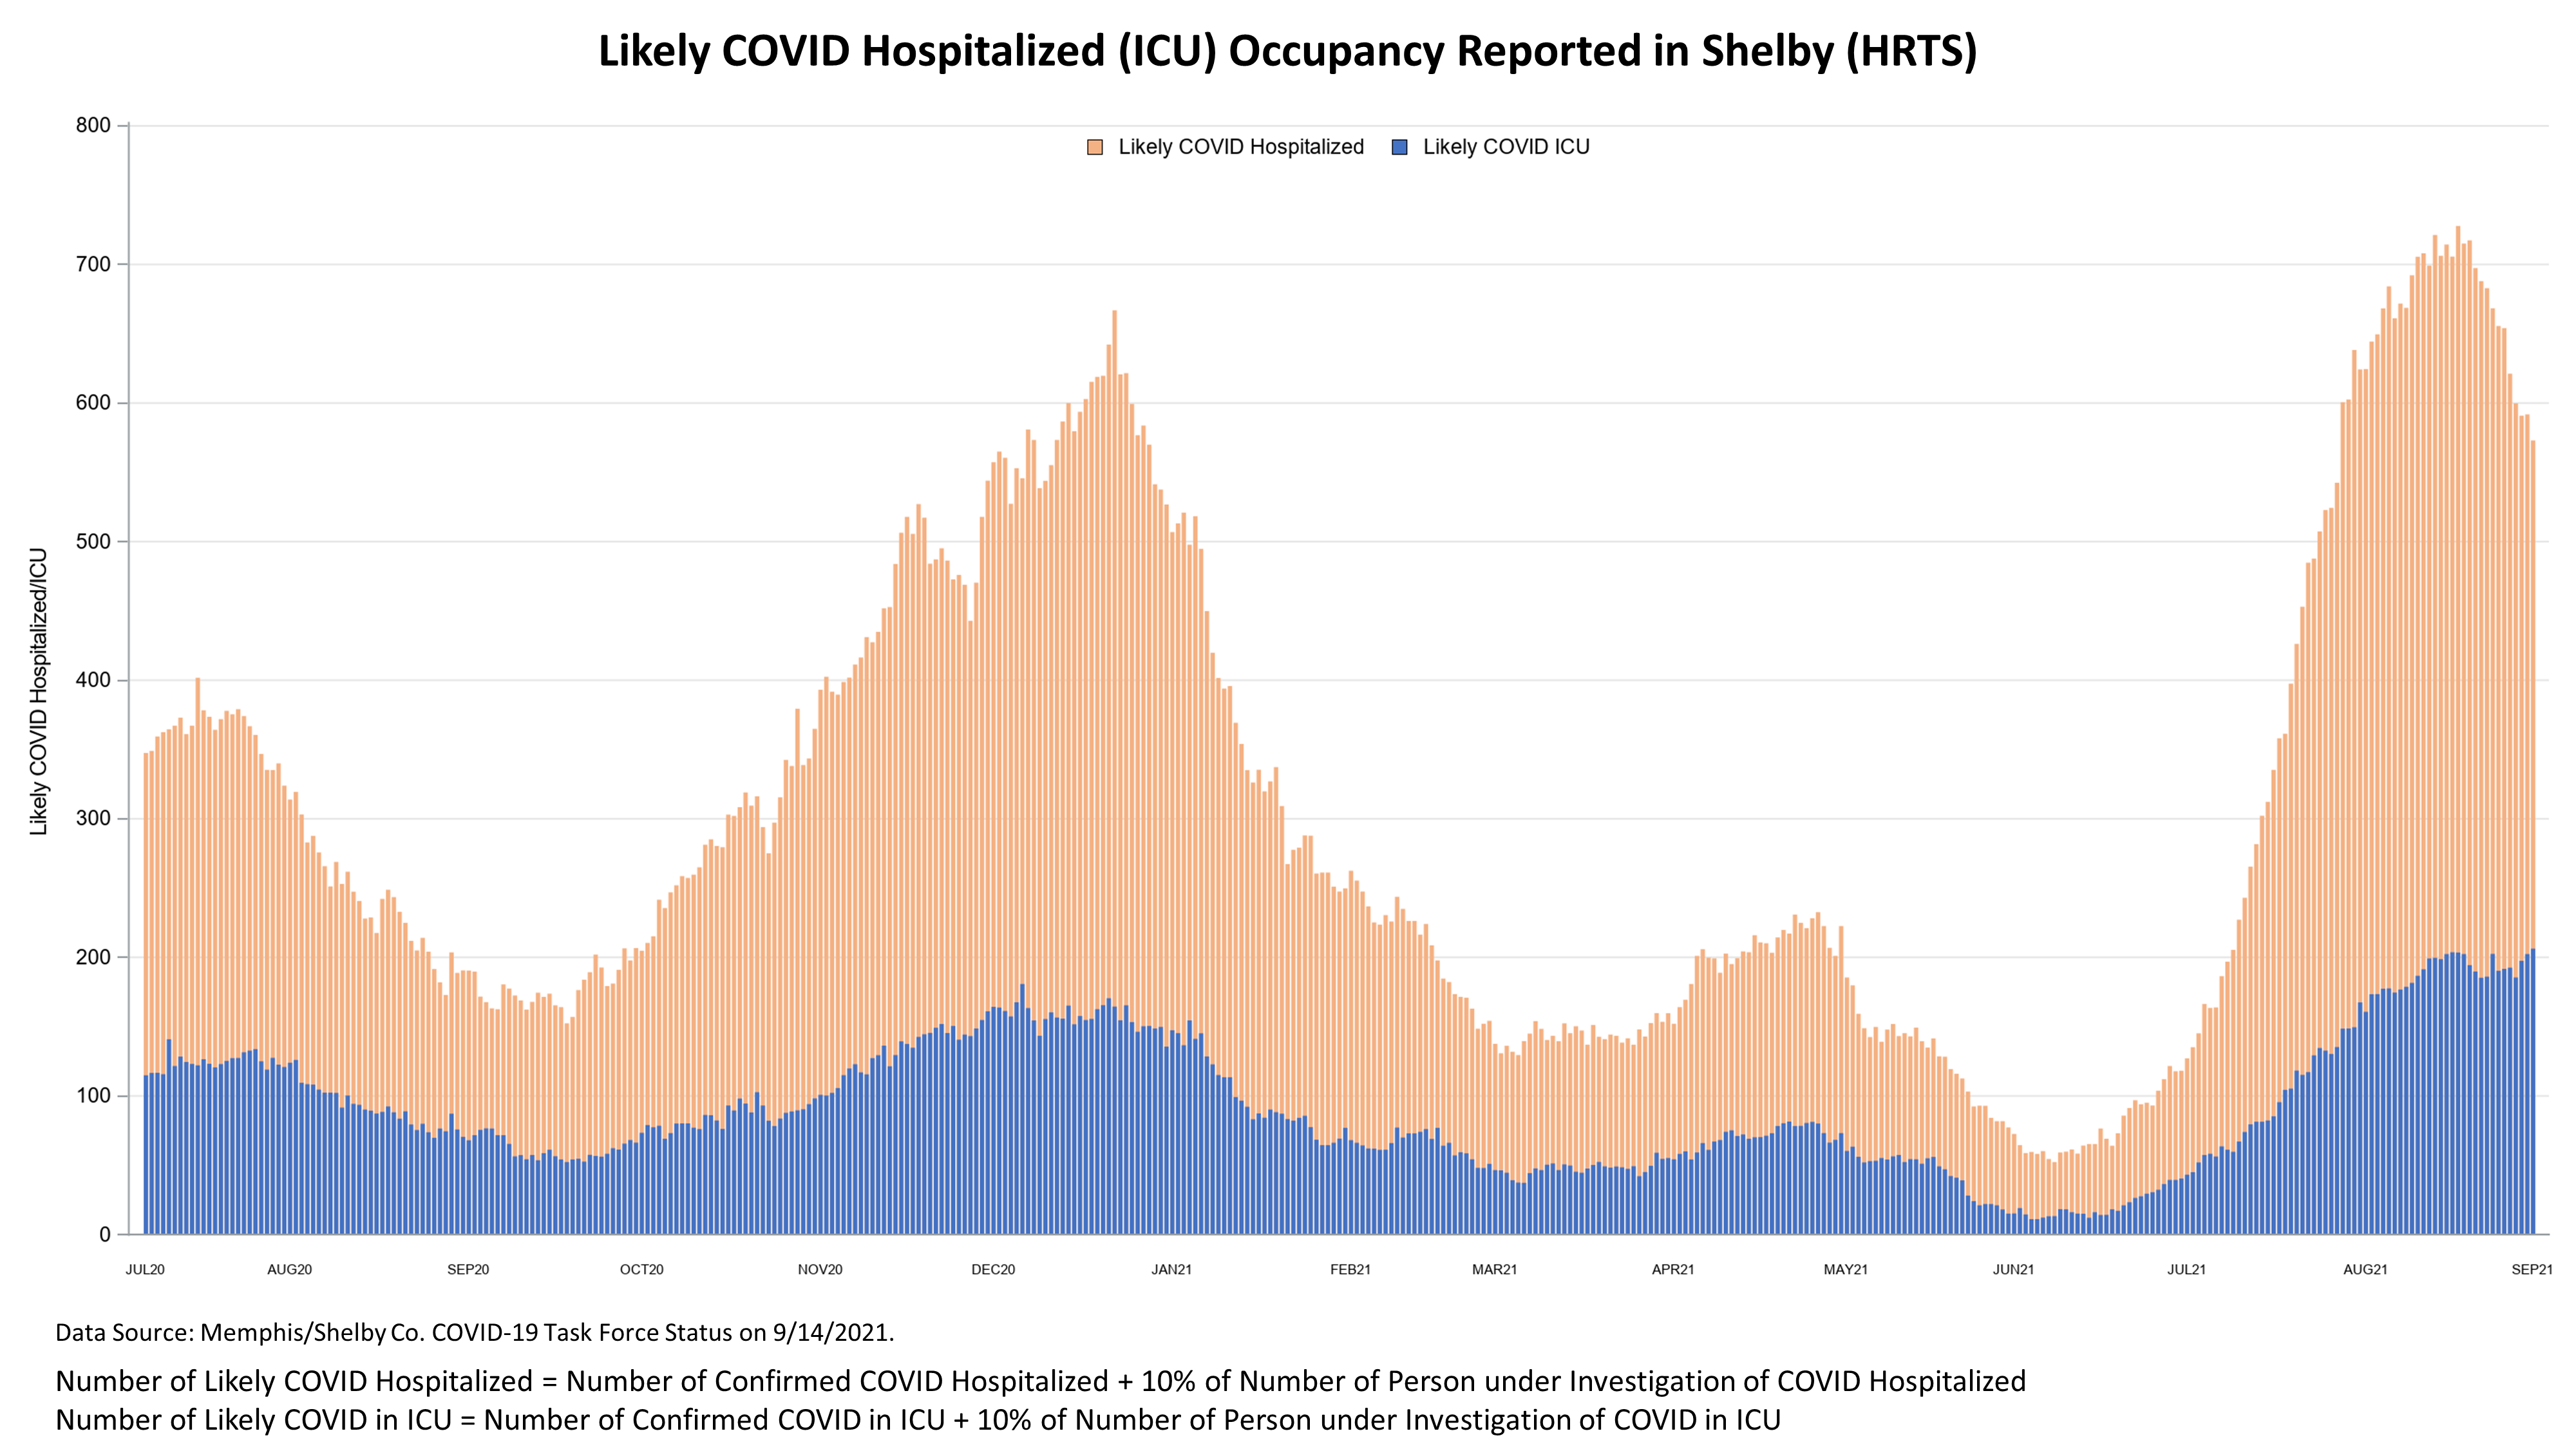 Likely COVID Hospitalized (ICU) Occupancy Reported in Shelby (HRTS)
Likely COVID Hospitalized Likely COVID ICU
Likely COVID Hospitalized/ICU
800
700
600
500
400
300
200
100
0
JUL20 AUG20 SEP20 OCT20 NOV20 DEC20 JAN21 FEB21 MAR21 APR21 MAY21 JUN21 JUL21 AUG21 SEP21
Data Source: Memphis/Shelby Co. COVID-19 Task Force Status on 9/14/2021.
Number of Likely COVID Hospitalized = Number of Confirmed COVID Hospitalized + 10% of Number of Person under Investigation of COVID Hospitalized
Number of Likely COVID in ICU = Number of Confirmed COVID in ICU + 10% of Number of Person under Investigation of COVID in ICU